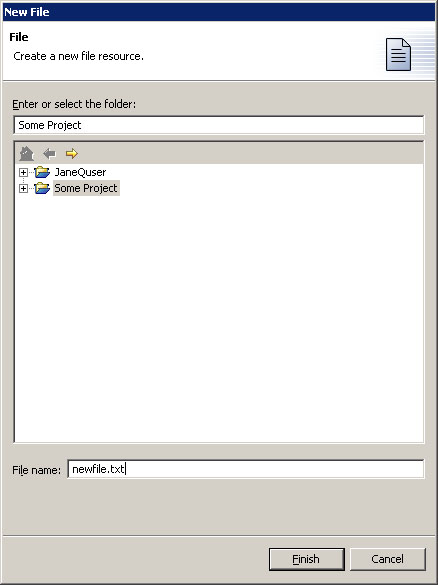 New File
File
Create a new file resource.
Enter or select the folder:
Some Project
JaneQuser
Some Project
File name: newfile.txt
Finish Cancel